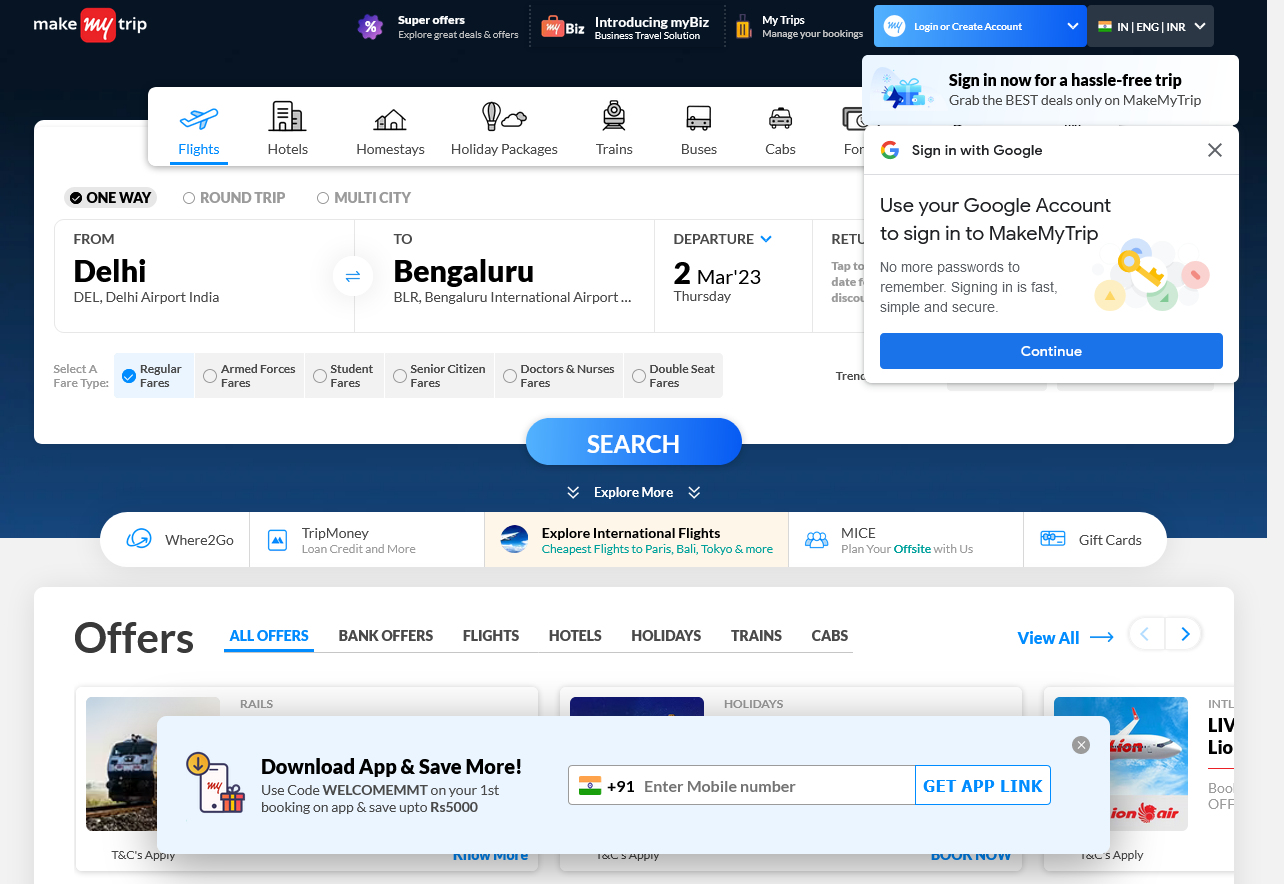 make my trip
Super offers
Explore great deals & offers
my Biz
Introducing myBiz
Business Travel Solution
My Trips
Manage your bookings
my Login or Create Account
IN | ENG | INR
Sign in now for a hassle-free trip
Grab the BEST deals only on MakeMyTrip
Flights
Hotels
Homestays
Holiday Packages
Trains
Buses
Cabs
Sign in with Google
Use your Google Account
to sign in to MakeMyTrip
No more passwords to
remember. Signing in is fast,
simple and secure.
Continue
ONE WAY
ROUND TRIP
MULTI CITY
FROM
Delhi
DEL, Delhi Airport India
TO
Bengaluru
BLR, Bengaluru International Airport ...
DEPARTURE
2 Mar'23
Thursday
RETU
Tap to
Select A
Fare Type:
Regular
Fares
Armed Forces
Fares
Student
Fares
Senior Citizen
Fares
Doctors & Nurses
Fares
Double Seat
Fares
Trend
SEARCH
Explore More
Where2Go
TripMoney
Loan Credit and More
Explore International Flights
Cheapest Flights to Paris, Bali, Tokyo & more
MICE
Plan Your Offsite with Us
Gift Cards
Offers
ALL OFFERS
BANK OFFERS
FLIGHTS
HOTELS
HOLIDAYS
TRAINS
CABS
View All
RAILS
HOLIDAYS
INTL
LIV
Lio
Boo
OFF
Lion
lion air
my
Download App & Save More!
Use Code WELCOMEMMT on your 1st
booking on app & save upto Rs5000
+91 Enter Mobile number
GET APP LINK
T&C's Apply
Know More
T&C's Apply
BOOK NOW
T&C's Apply